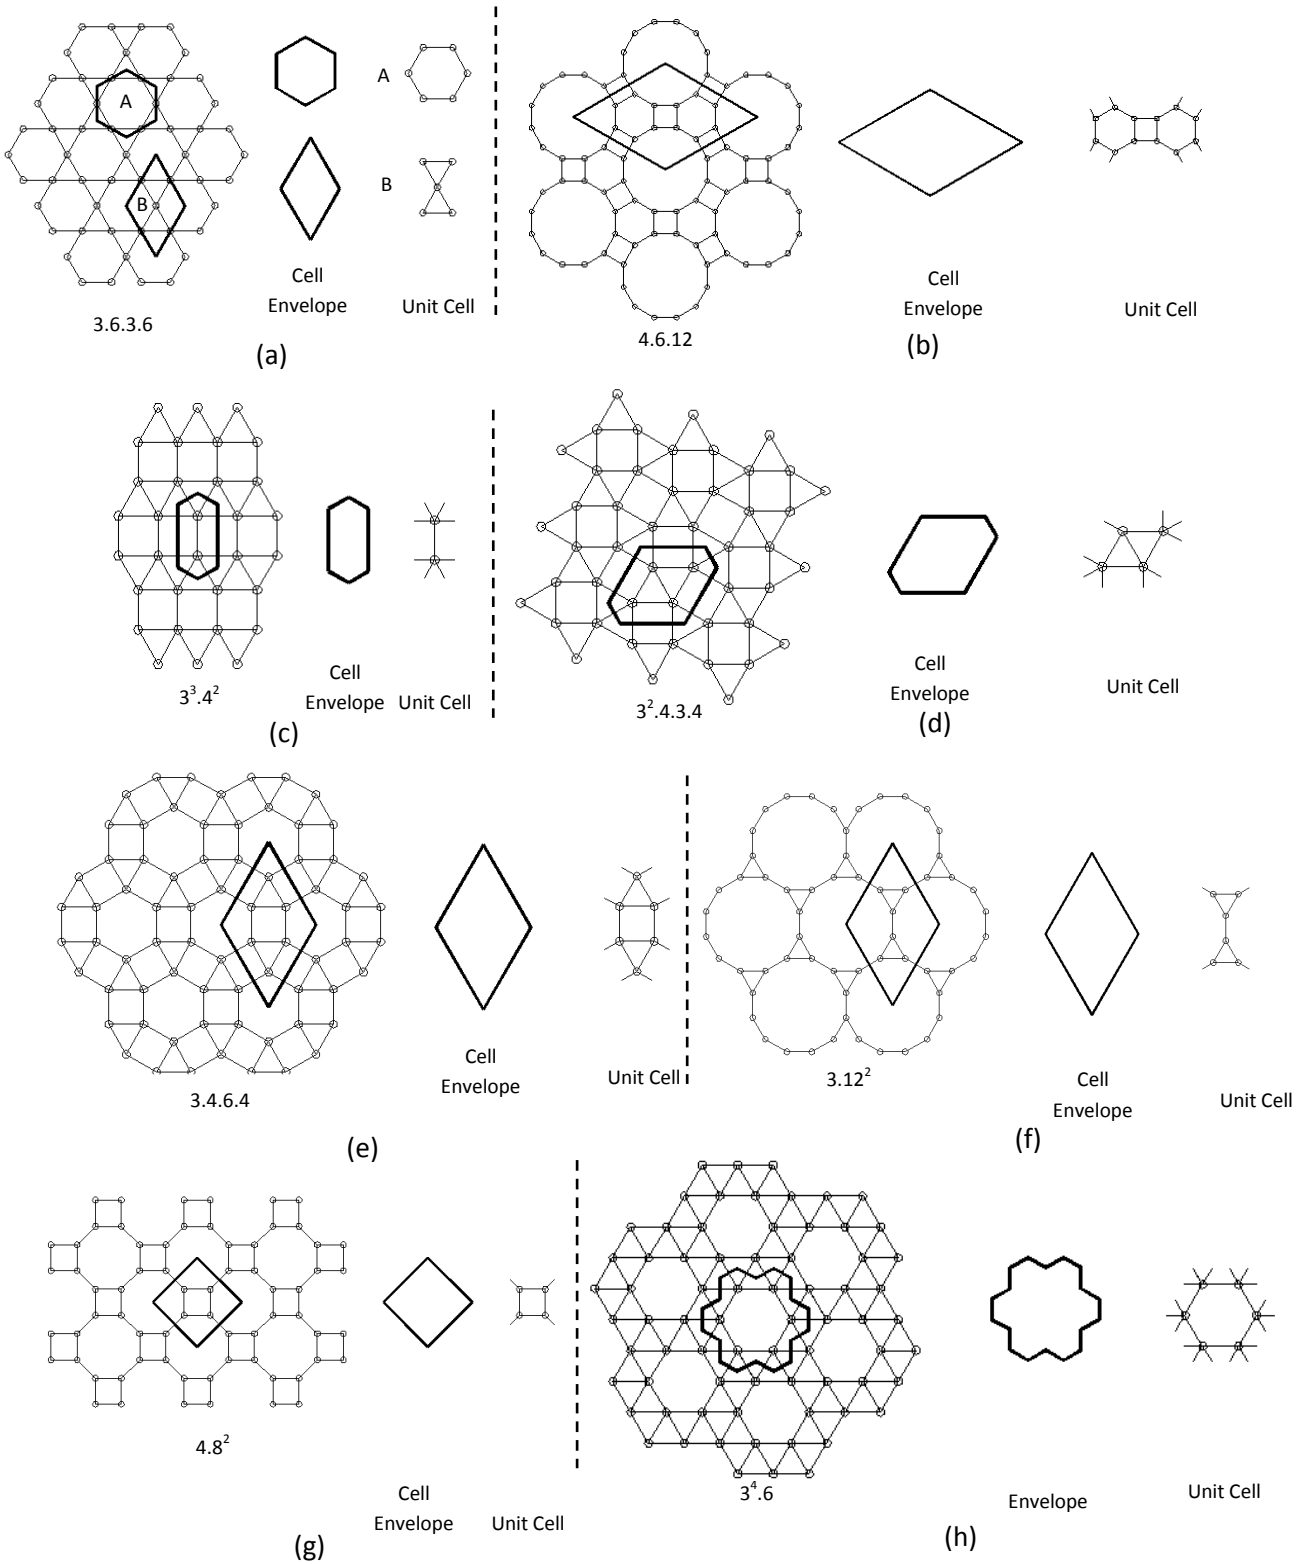 A
A
B
B
Cell
Envelope
Unit Cell
3.6.3.6
(a)
Cell
Envelope
Unit Cell
4.6.12
(b)
Cell
Envelope
Unit Cell
3³.4²
(c)
Cell
Envelope
Unit Cell
3².4.3.4
(d)
Cell
Envelope
Unit Cell
3.4.6.4
(e)
Cell
Envelope
Unit Cell
3.12²
(f)
4.8²
Cell
Envelope
Unit Cell
(g)
3⁴.6
Envelope
Unit Cell
(h)